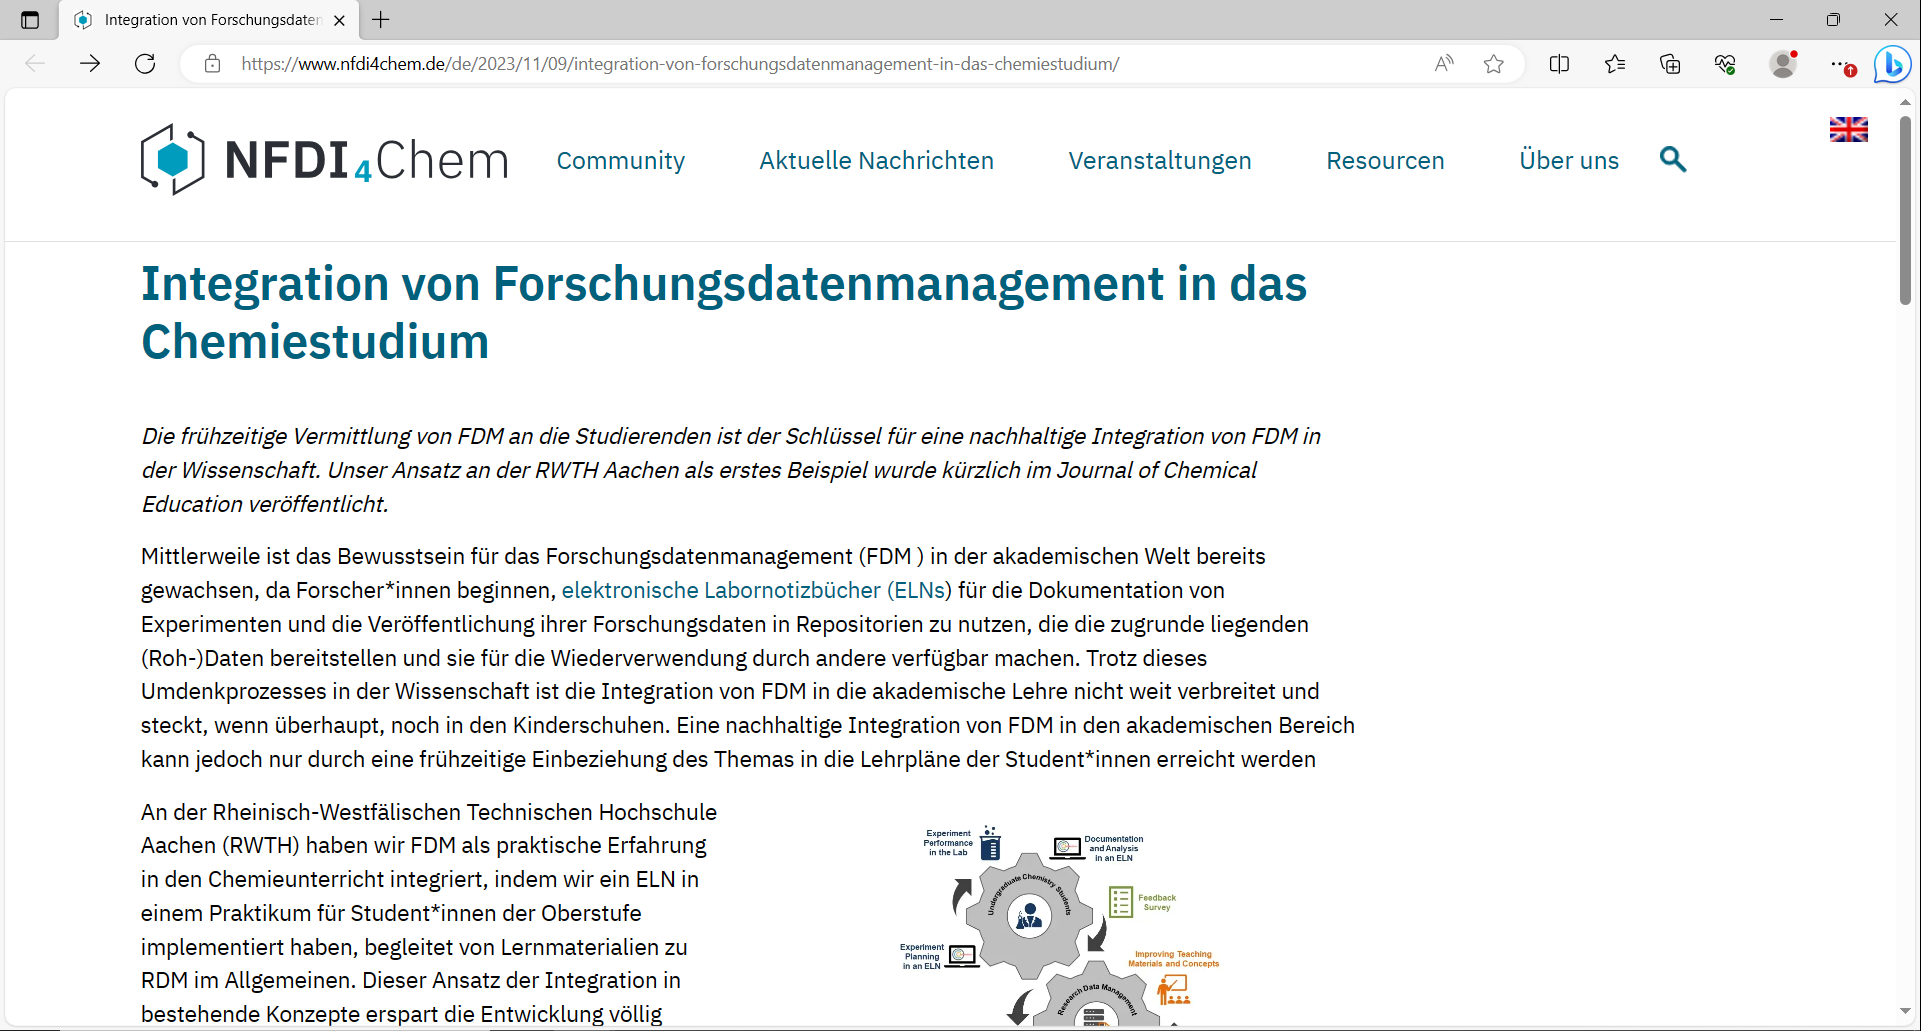 Integration von Forschungsdaten
https://www.nfdi4chem.de/de/2023/11/09/integration-von-forschungsdatenmanagement-in-das-chemiestudium/
NFDI4Chem
Community Aktuelle Nachrichten Veranstaltungen Resourcen Über uns
Integration von Forschungsdatenmanagement in das
Chemiestudium
Die frühzeitige Vermittlung von FDM an die Studierenden ist der Schlüssel für eine nachhaltige Integration von FDM in
der Wissenschaft. Unser Ansatz an der RWTH Aachen als erstes Beispiel wurde kürzlich im Journal of Chemical
Education veröffentlicht.
Mittlerweile ist das Bewusstsein für das Forschungsdatenmanagement (FDM ) in der akademischen Welt bereits
gewachsen, da Forscher*innen beginnen, elektronische Labornotizbücher (ELNs) für die Dokumentation von
Experimenten und die Veröffentlichung ihrer Forschungsdaten in Repositorien zu nutzen, die die zugrunde liegenden
(Roh-)Daten bereitstellen und sie für die Wiederverwendung durch andere verfügbar machen. Trotz dieses
Umdenkprozesses in der Wissenschaft ist die Integration von FDM in die akademische Lehre nicht weit verbreitet und
steckt, wenn überhaupt, noch in den Kinderschuhen. Eine nachhaltige Integration von FDM in den akademischen Bereich
kann jedoch nur durch eine frühzeitige Einbeziehung des Themas in die Lehrpläne der Student*innen erreicht werden
An der Rheinisch-Westfälischen Technischen Hochschule
Aachen (RWTH) haben wir FDM als praktische Erfahrung
in den Chemieunterricht integriert, indem wir ein ELN in
einem Praktikum für Student*innen der Oberstufe
implementiert haben, begleitet von Lernmaterialien zu
RDM im Allgemeinen. Dieser Ansatz der Integration in
bestehende Konzepte erspart die Entwicklung völlig
Experiment
Performance
in the Lab
Documentation
and Analysis
in an ELN
Undergraduate Chemistry Students
Feedback
Survey
Experiment
Planning
in an ELN
Improving Teaching
Materials and Concepts
Research Data Management